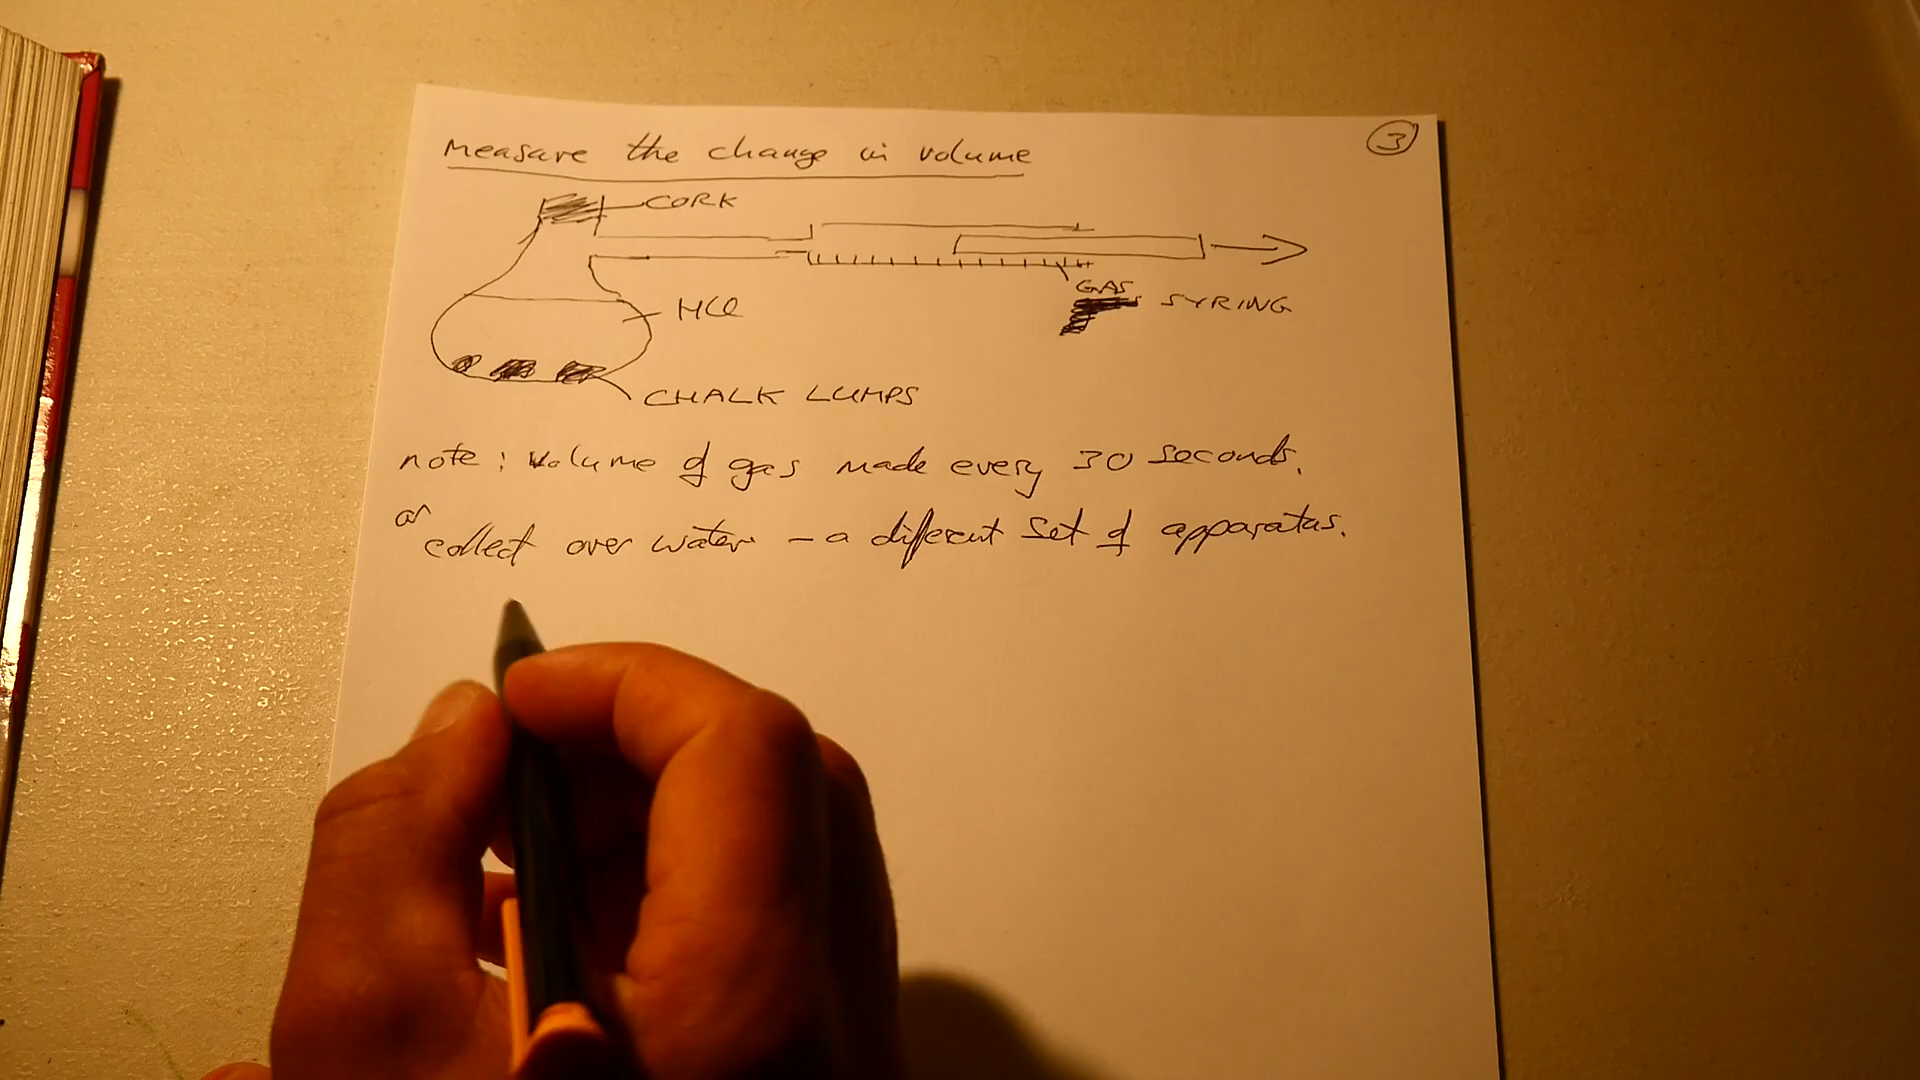 measure the change in volume
3
CORK
HCl
GAS
SYRING
CHALK LUMPS
note: volume of gas made every 30 seconds.
or
collect over water - a different set of apparatus.